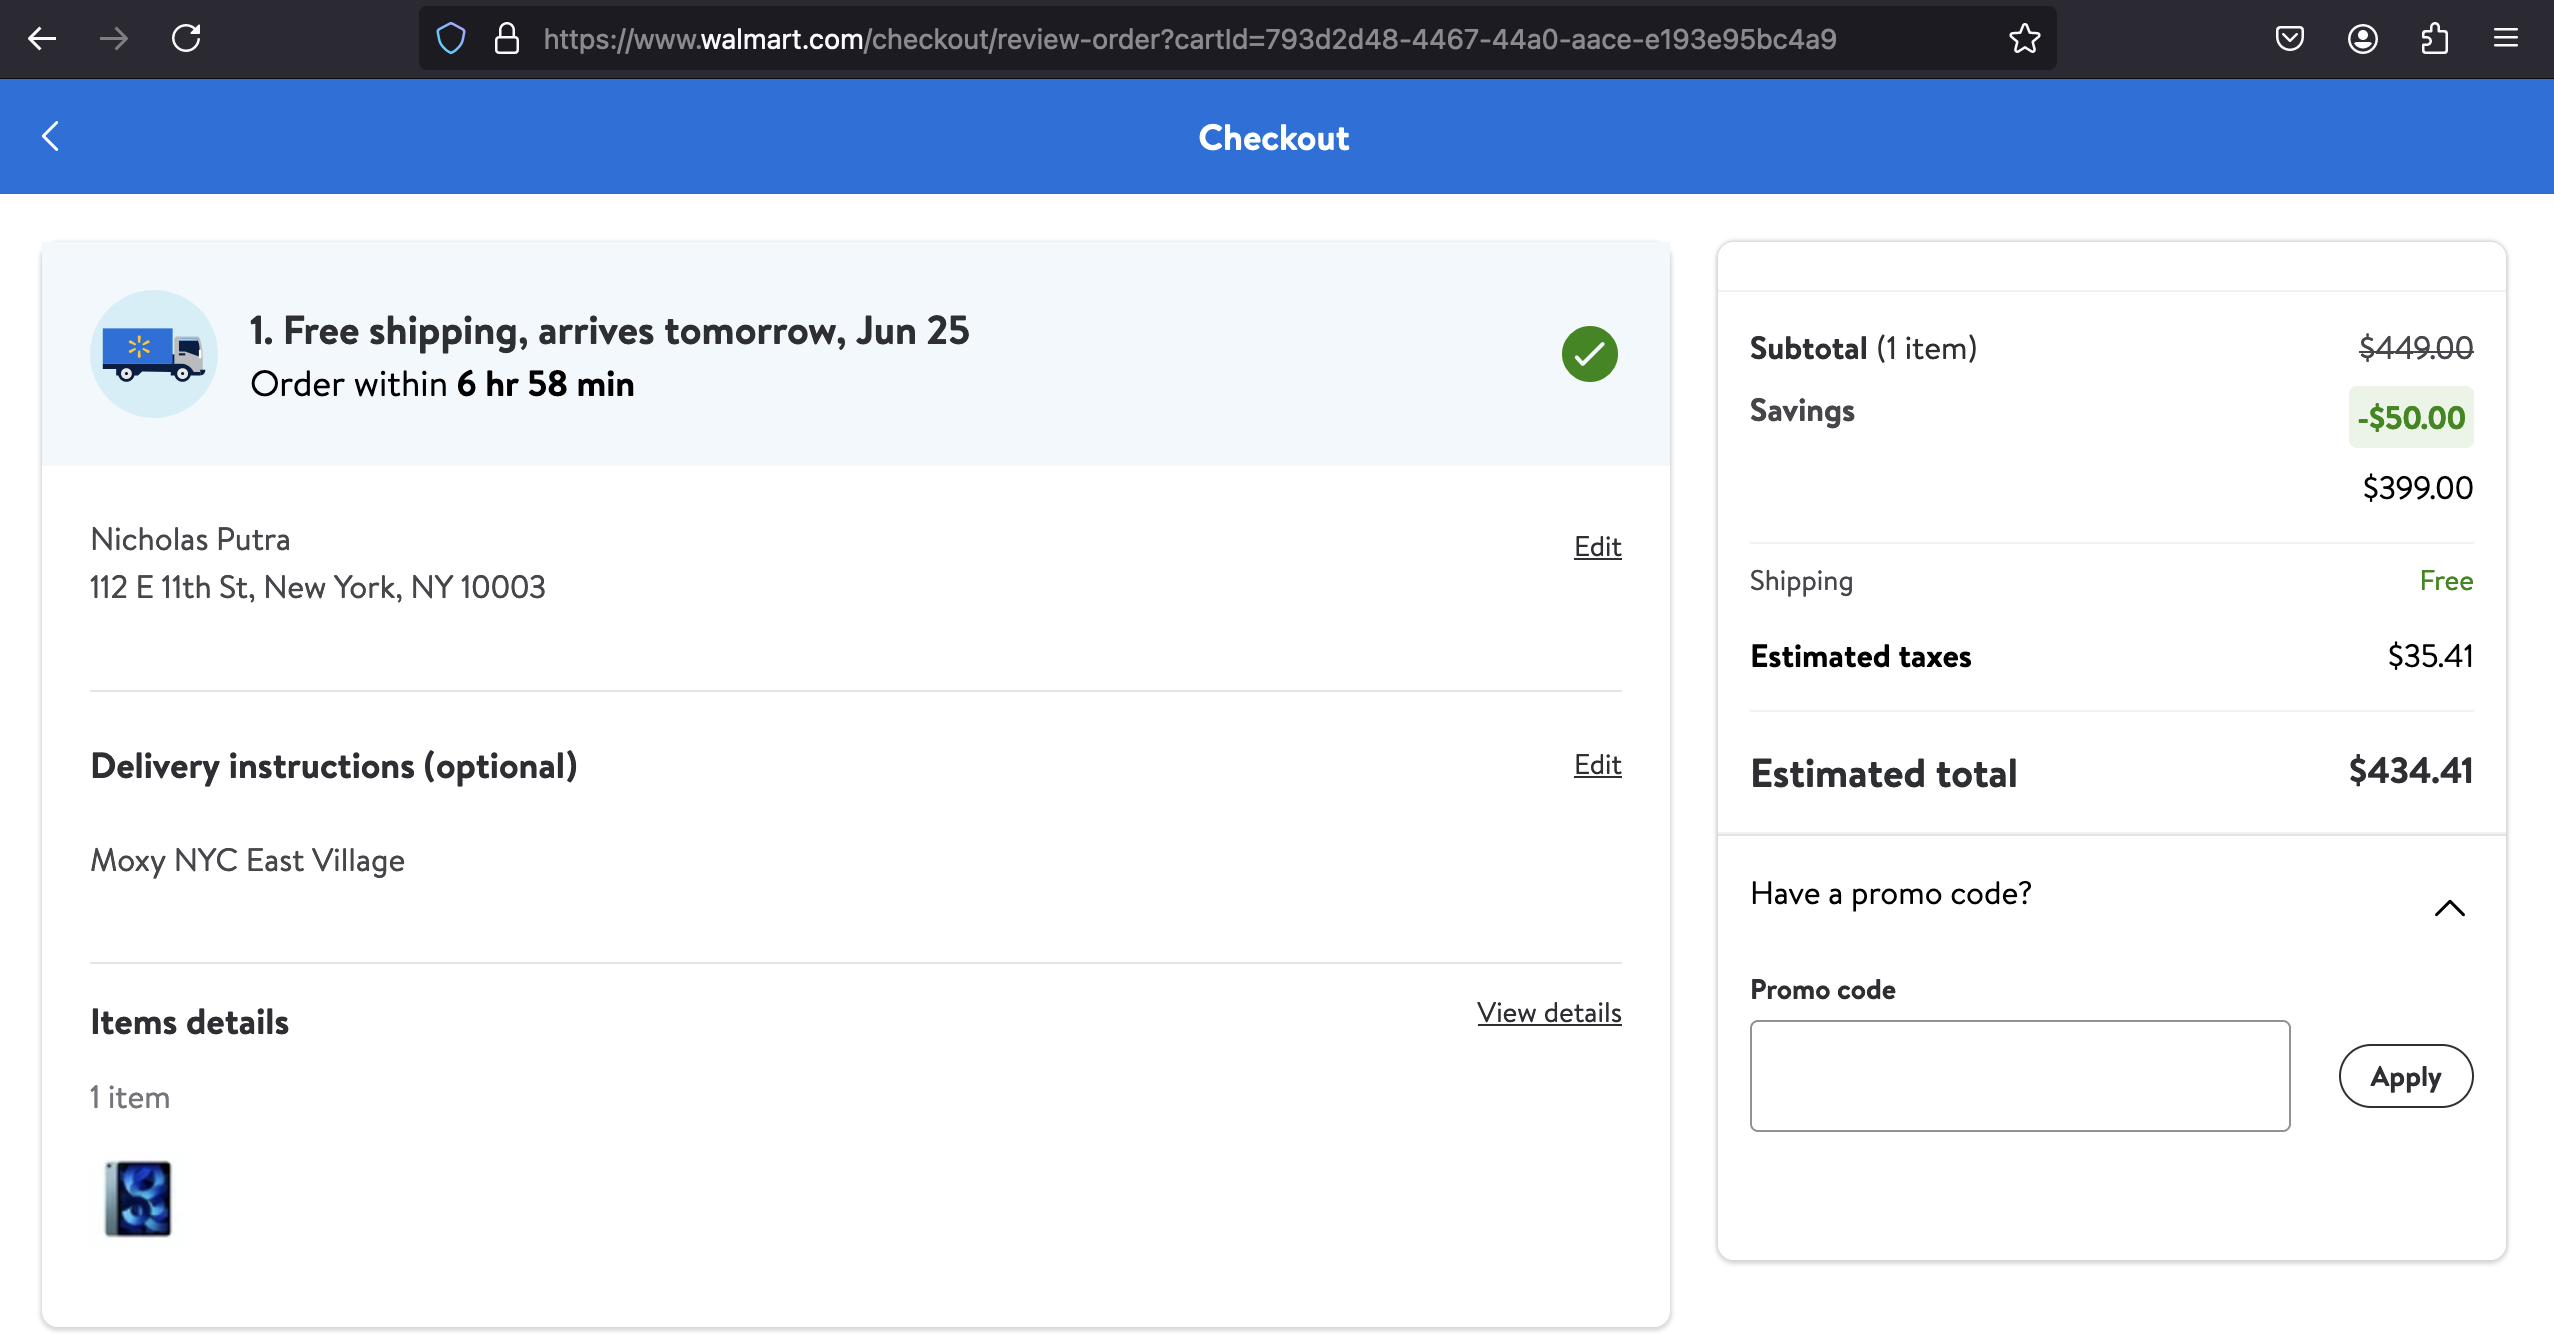 https://www.walmart.com/checkout/review-order?cartId=793d2d48-4467-44a0-aace-e193e95bc4a9
Checkout
1. Free shipping, arrives tomorrow, Jun 25
Order within 6 hr 58 min
Nicholas Putra
112 E 11th St, New York, NY 10003
Edit
Delivery instructions (optional)
Edit
Moxy NYC East Village
Items details
View details
1 item
Subtotal (1 item) $449.00
Savings -$50.00
$399.00
Shipping Free
Estimated taxes $35.41
Estimated total $434.41
Have a promo code?
Promo code
Apply